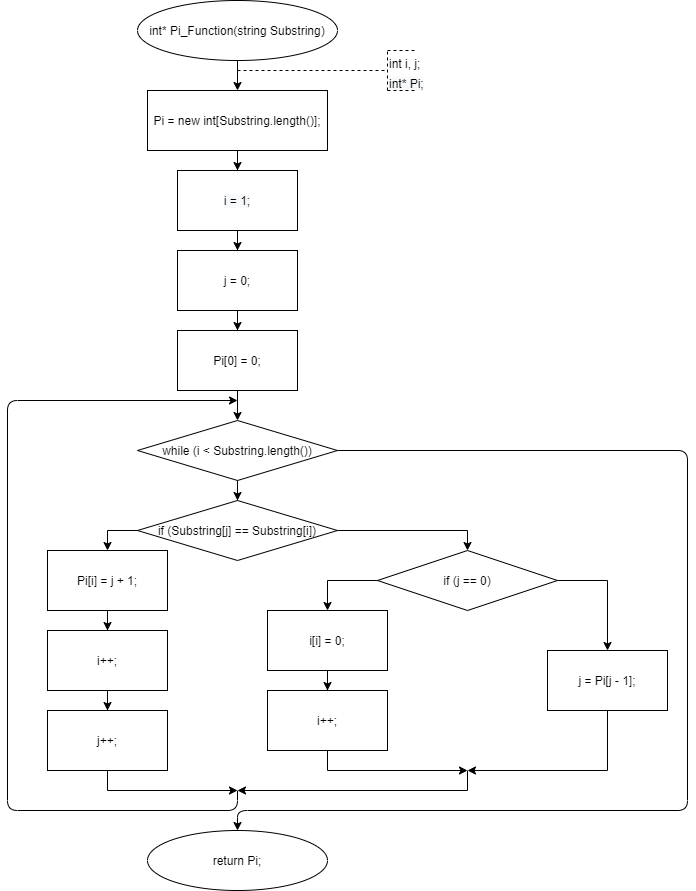 int* Pi_Function(string Substring)
int i, j;
int* Pi;
Pi = new int[Substring.length()];
i = 1;
j = 0;
Pi[0] = 0;
while (i < Substring.length())
if (Substring[j] == Substring[i])
Pi[i] = j + 1;
i++;
j++;
if (j == 0)
i[i] = 0;
i++;
j = Pi[j - 1];
return Pi;